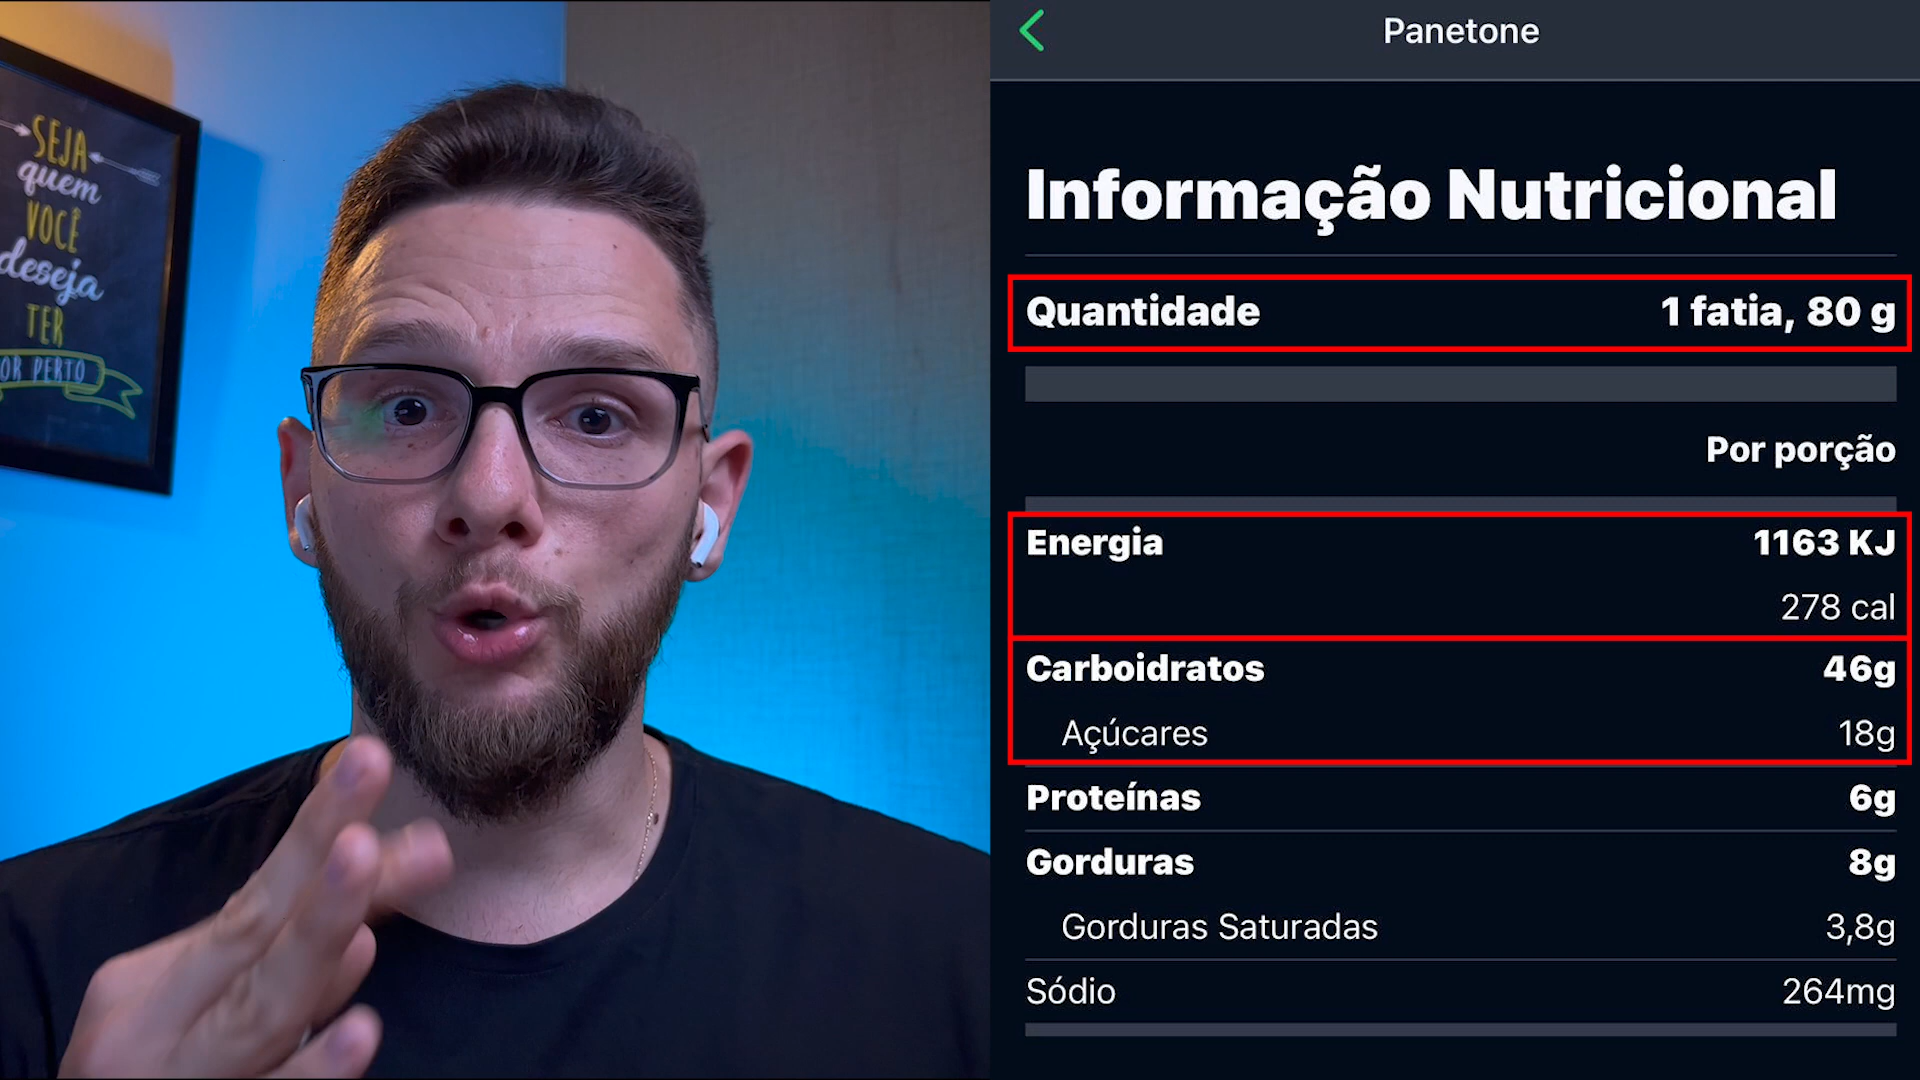 SEJA
quem
VOCÊ
deseja
TER
POR PERTO
Panetone
Informação Nutricional
Quantidade 1 fatia, 80 g
Por porção
Energia 1163 KJ
278 cal
Carboidratos 46g
Açúcares 18g
Proteínas 6g
Gorduras 8g
Gorduras Saturadas 3,8g
Sódio 264mg